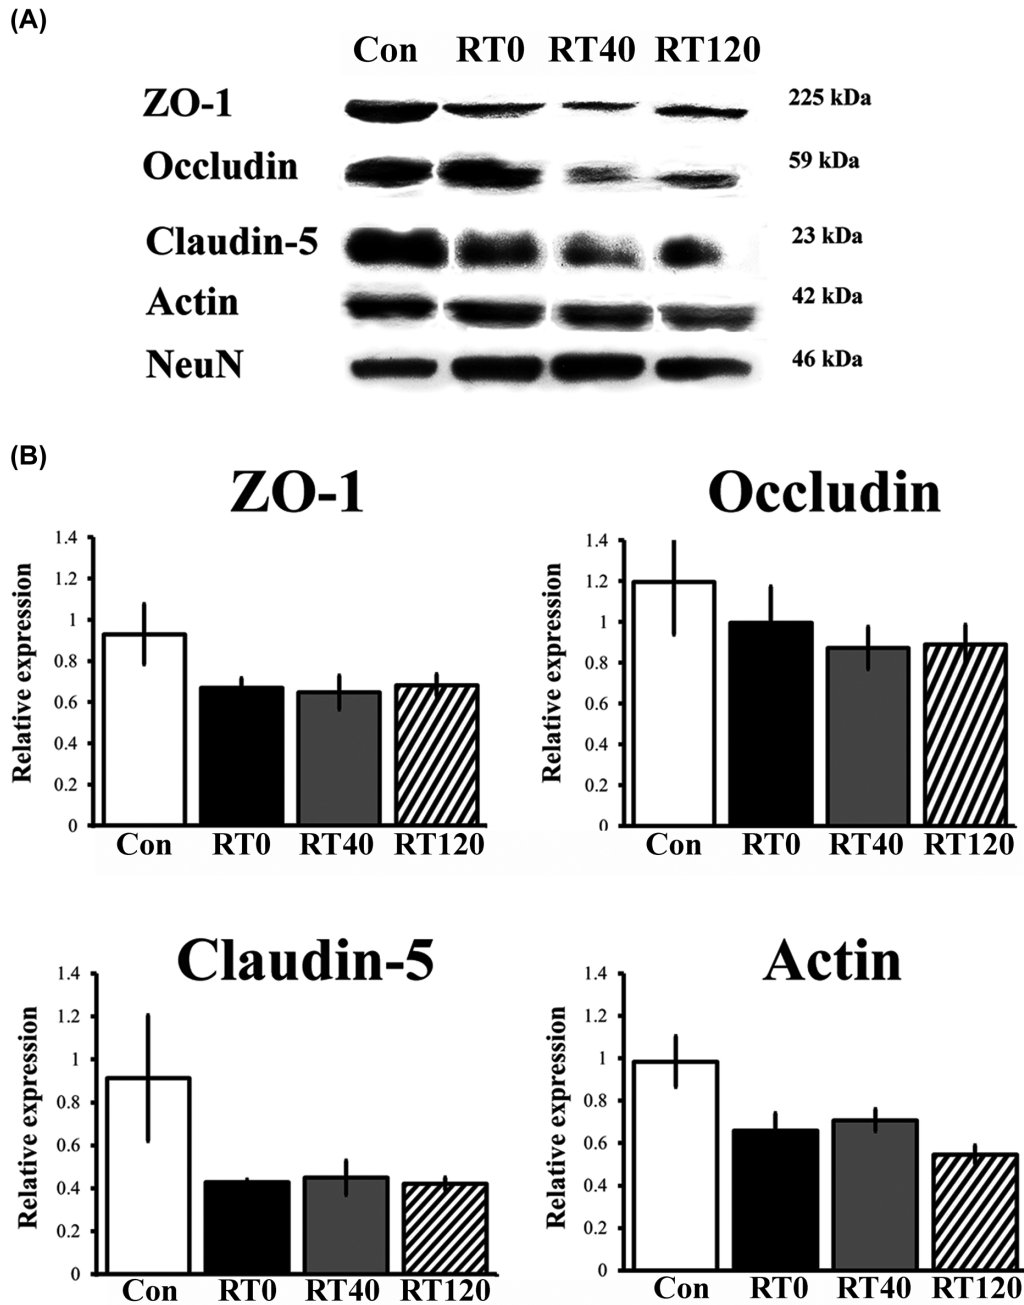 (A)
Con RT0 RT40 RT120
ZO-1 225 kDa
Occludin 59 kDa
Claudin-5 23 kDa
Actin 42 kDa
NeuN 46 kDa
(B)
ZO-1
Relative expression
1.4
1.2
1
0.8
0.6
0.4
0.2
0
Con RT0 RT40 RT120
Occludin
Relative expression
1.4
1.2
1
0.8
0.6
0.4
0.2
0
Con RT0 RT40 RT120
Claudin-5
Relative expression
1.4
1.2
1
0.8
0.6
0.4
0.2
0
Con RT0 RT40 RT120
Actin
Relative expression
1.4
1.2
1
0.8
0.6
0.4
0.2
0
Con RT0 RT40 RT120